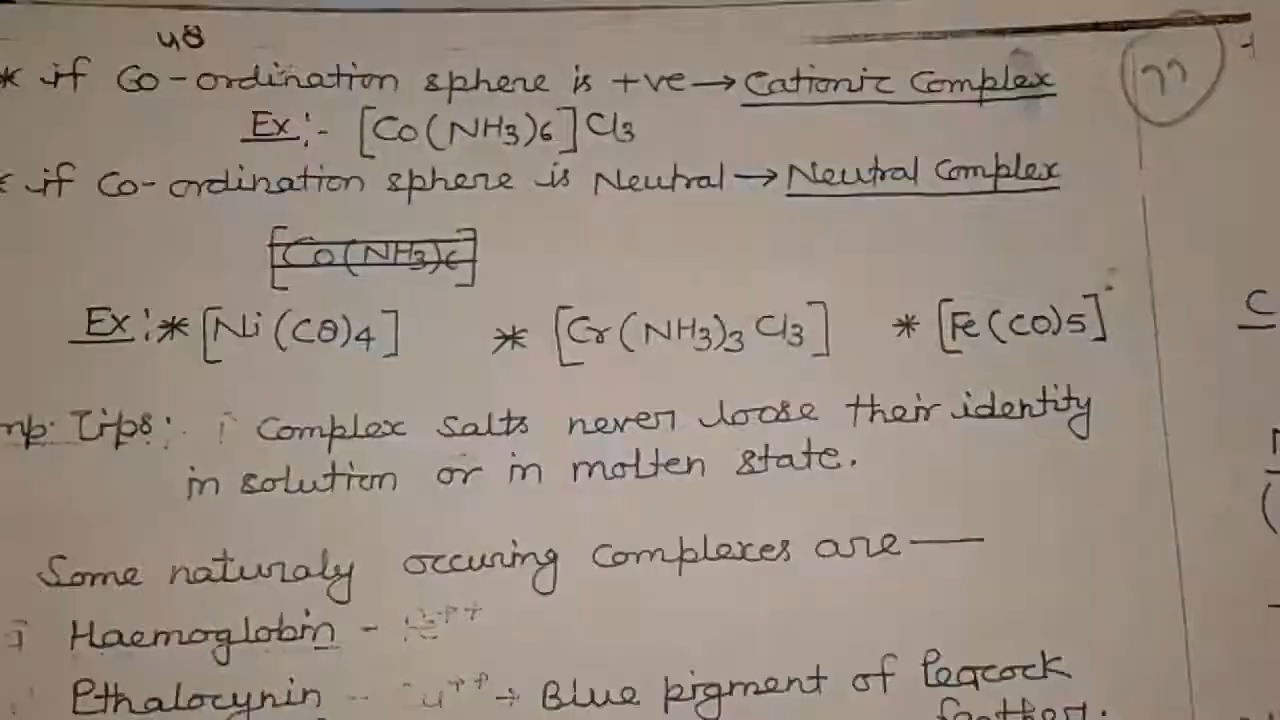 48
* if Co-ordination sphere is +ve → Cationic Complex
77
Ex:- [Co(NH3)6]Cl3
* if Co-ordination sphere is Neutral → Neutral Complex
[Co(NH3)6]
Ex: * [Ni(CO)4] * [Cr(NH3)3Cl3] * [Fe(CO)5]
mp. Tips: i Complex salts never loose their identity
in solution or in molten state.
Some naturaly occuring complexes are —
i Haemoglobin - ++
Pthalocynin -- u++ → Blue pigment of Peacock